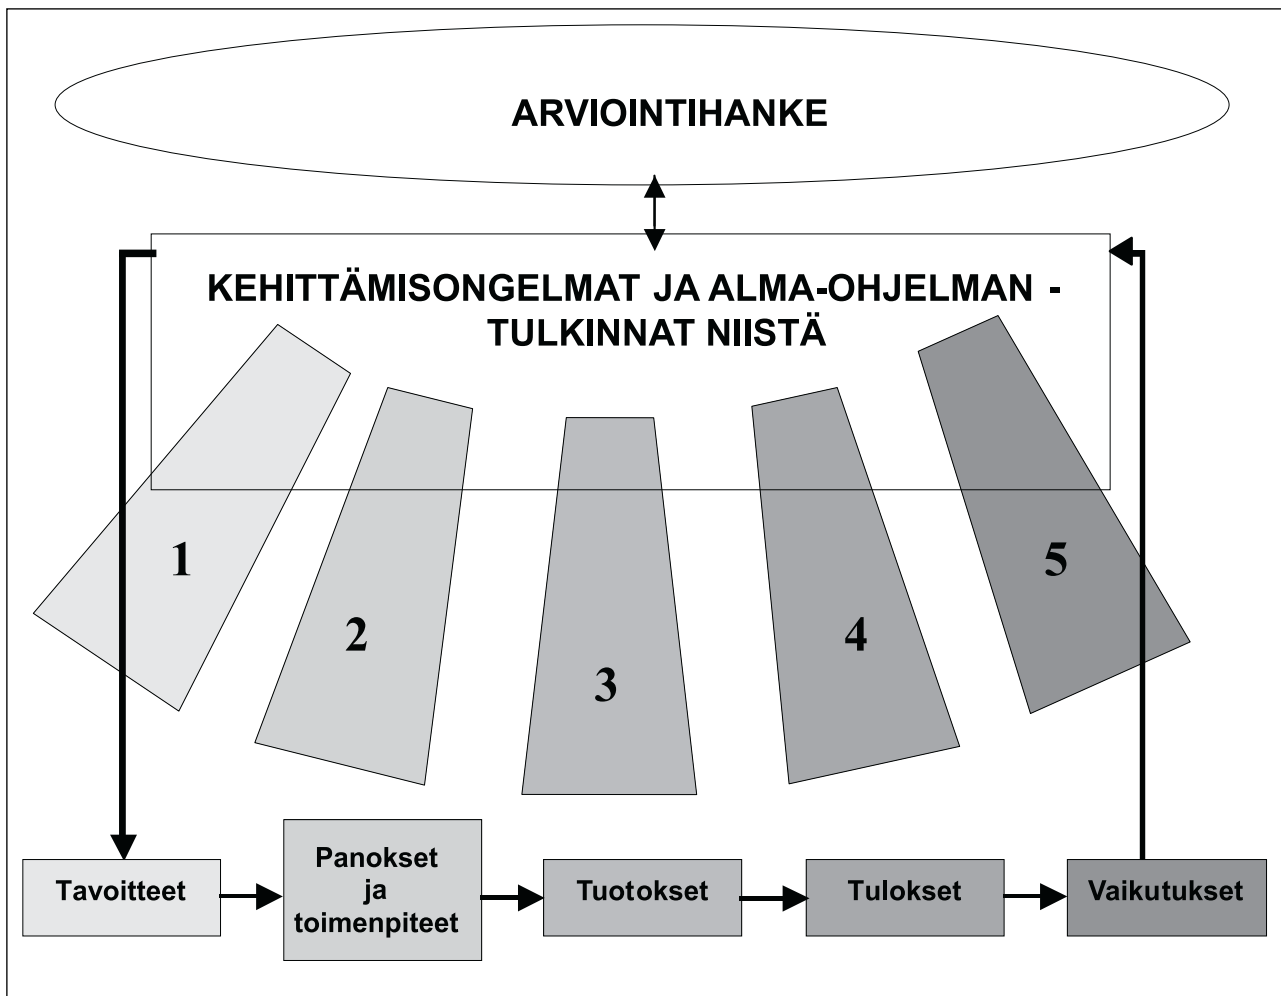 ARVIOINTIHANKE
KEHITTÄMISONGELMAT JA ALMA-OHJELMAN -
TULKINNAT NIISTÄ
1
2
3
4
5
Tavoitteet
Panokset
ja
toimenpiteet
Tuotokset
Tulokset
Vaikutukset